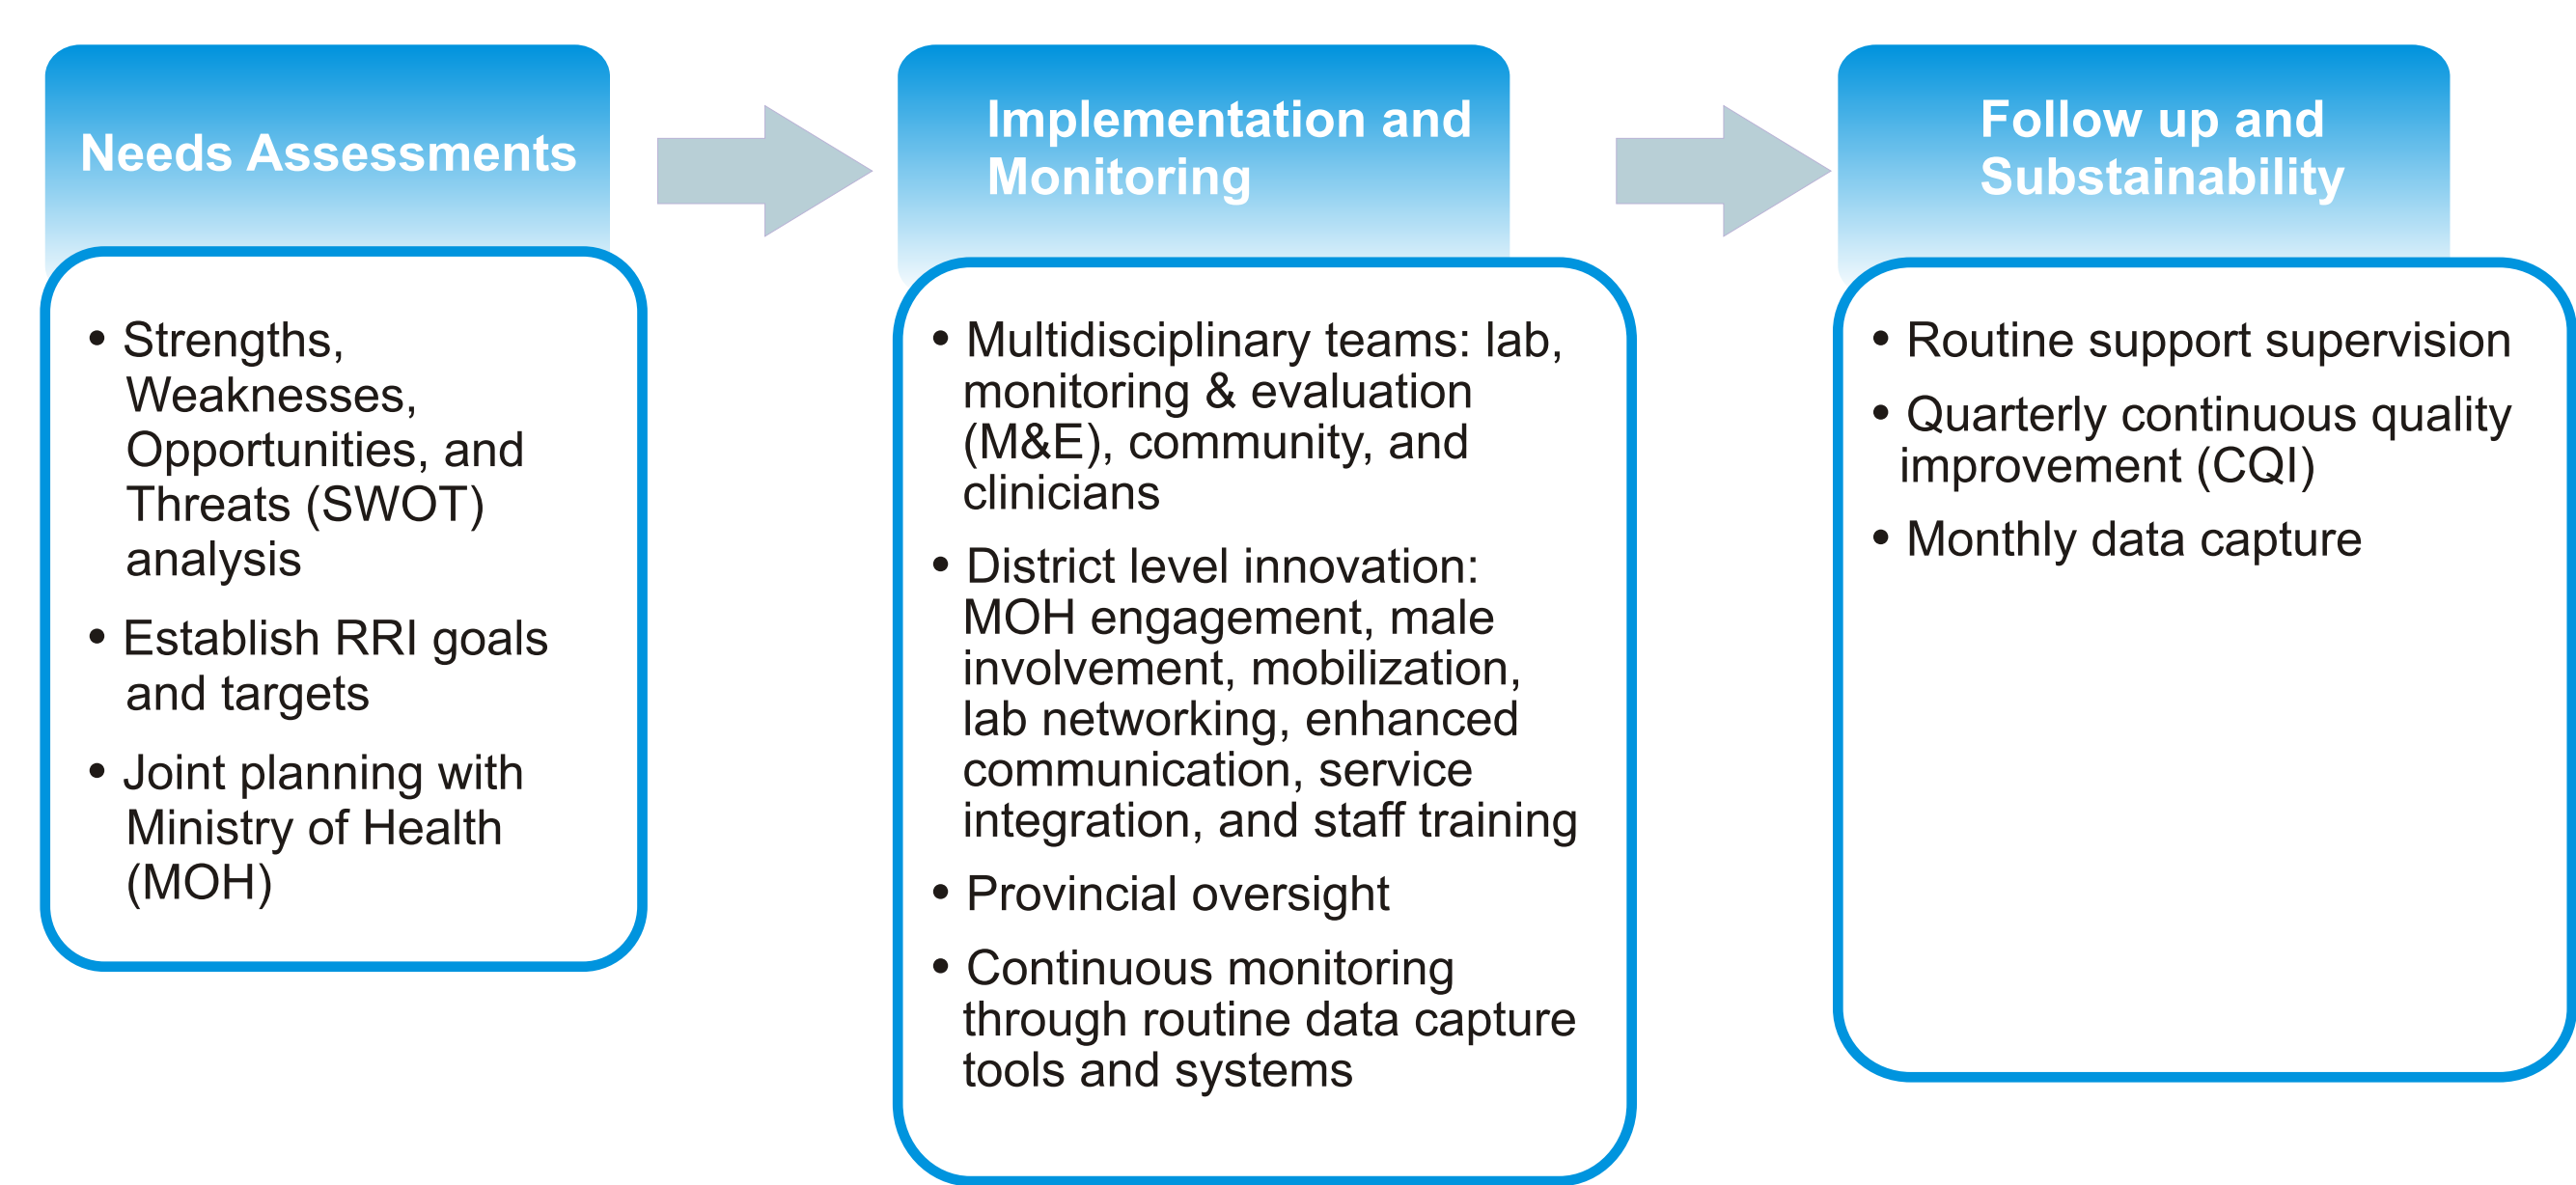 Needs Assessments
• Strengths,
Weaknesses,
Opportunities, and
Threats (SWOT)
analysis
• Establish RRI goals
and targets
• Joint planning with
Ministry of Health
(MOH)
Implementation and
Monitoring
• Multidisciplinary teams: lab,
monitoring & evaluation
(M&E), community, and
clinicians
• District level innovation:
MOH engagement, male
involvement, mobilization,
lab networking, enhanced
communication, service
integration, and staff training
• Provincial oversight
• Continuous monitoring
through routine data capture
tools and systems
Follow up and
Substainability
• Routine support supervision
• Quarterly continuous quality
improvement (CQI)
• Monthly data capture